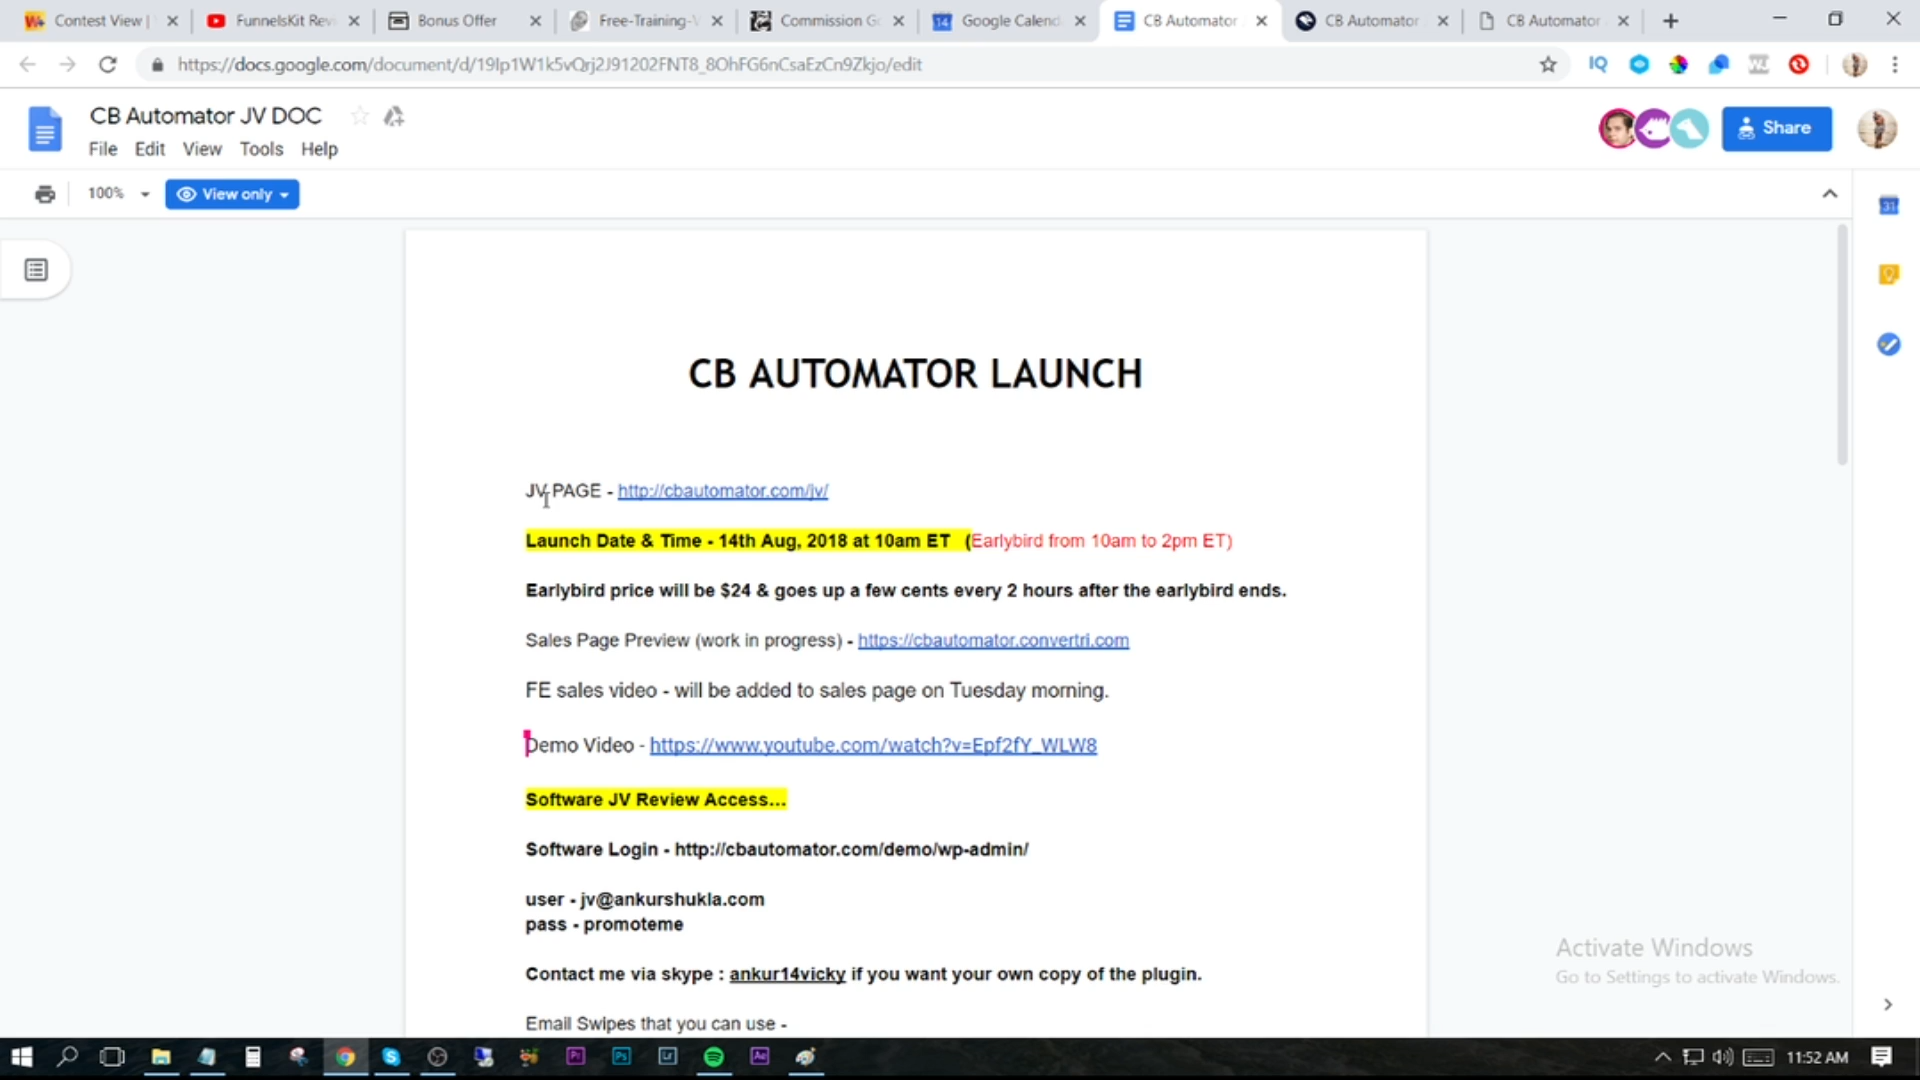 Contest View |
FunnelsKit Rev
Bonus Offer
Free-Training-V
Commission G
Google Calend
CB Automator
CB Automator
CB Automator
https://docs.google.com/document/d/19Ip1W1k5vQrj2J91202FNT8_8OhFG6nCsaEzCn9Zkjo/edit
CB Automator JV DOC
File Edit View Tools Help
Share
100%
View only
CB AUTOMATOR LAUNCH
JV PAGE - http://cbautomator.com/jv/
Launch Date & Time - 14th Aug, 2018 at 10am ET (Earlybird from 10am to 2pm ET)
Earlybird price will be $24 & goes up a few cents every 2 hours after the earlybird ends.
Sales Page Preview (work in progress) - https://cbautomator.convertri.com
FE sales video - will be added to sales page on Tuesday morning.
Demo Video - https://www.youtube.com/watch?v=Epf2fY_WLW8
Software JV Review Access...
Software Login - http://cbautomator.com/demo/wp-admin/
user - jv@ankurshukla.com
pass - promoteme
Contact me via skype : ankur14vicky if you want your own copy of the plugin.
Email Swipes that you can use -
Activate Windows
Go to Settings to activate Windows.
11:52 AM